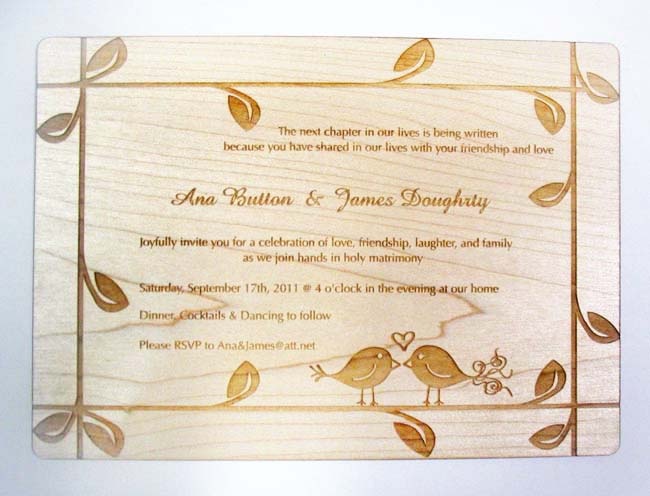 The next chapter in our lives is being written
because you have shared in our lives with your friendship and love
Ana Button & James Doughrty
Joyfully invite you for a celebration of love, friendship, laughter, and family
as we join hands in holy matrimony
Saturday, September 17th, 2011 @ 4 o'clock in the evening at our home
Dinner, Cocktails & Dancing to follow
Please RSVP to Ana&James@att.net